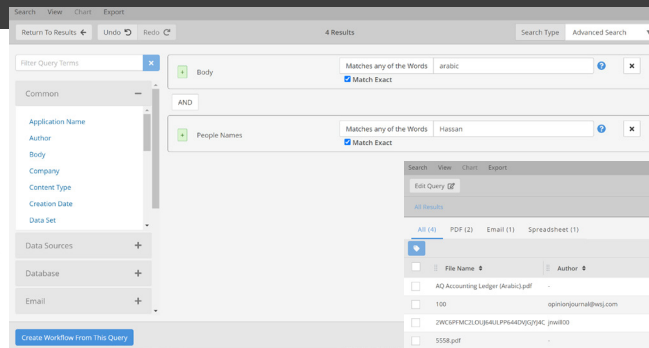 Search View Chart Export
Return To Results Undo Redo 4 Results Search Type Advanced Search
Filter Query Terms
Common
Application Name
Author
Body
Company
Content Type
Creation Date
Data Set
Data Sources
Database
Email
Create Workflow From This Query
Body Matches any of the Words arabic
Match Exact
AND
People Names Matches any of the Words Hassan
Match Exact
Search View Chart Export
Edit Query
All Results
All (4) PDF (2) Email (1) Spreadsheet (1)
File Name Author
AQ Accounting Ledger (Arabic).pdf -
100 opinionjournal@wsj.com
jnwi800
5558.pdf -